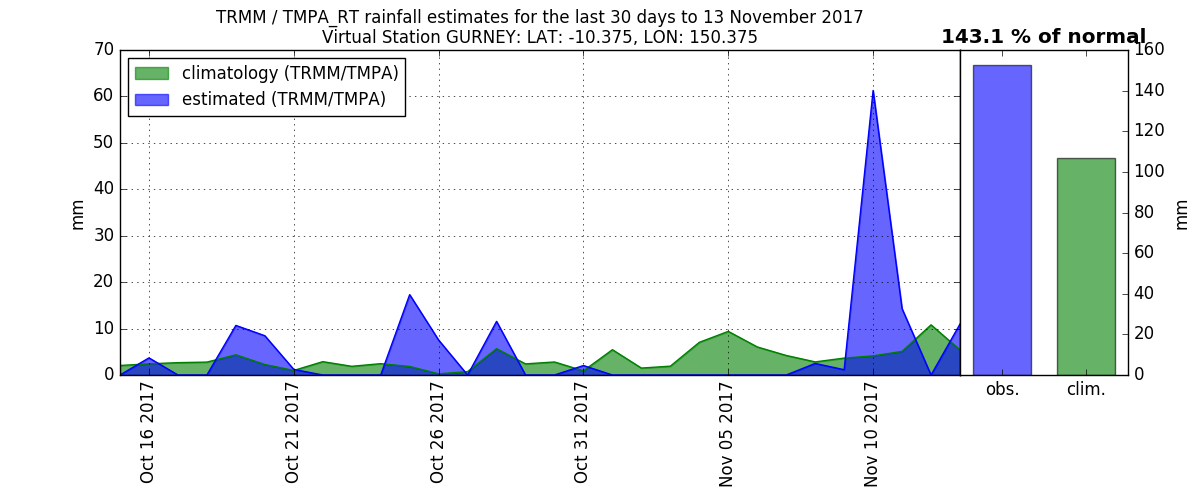 TRMM / TMPA_RT rainfall estimates for the last 30 days to 13 November 2017
Virtual Station GURNEY: LAT: -10.375, LON: 150.375
143.1 % of normal
climatology (TRMM/TMPA)
estimated (TRMM/TMPA)
mm
70
60
50
40
30
20
10
0
Oct 16 2017
Oct 21 2017
Oct 26 2017
Oct 31 2017
Nov 05 2017
Nov 10 2017
obs.
clim.
160
140
120
100
80
60
40
20
0
mm